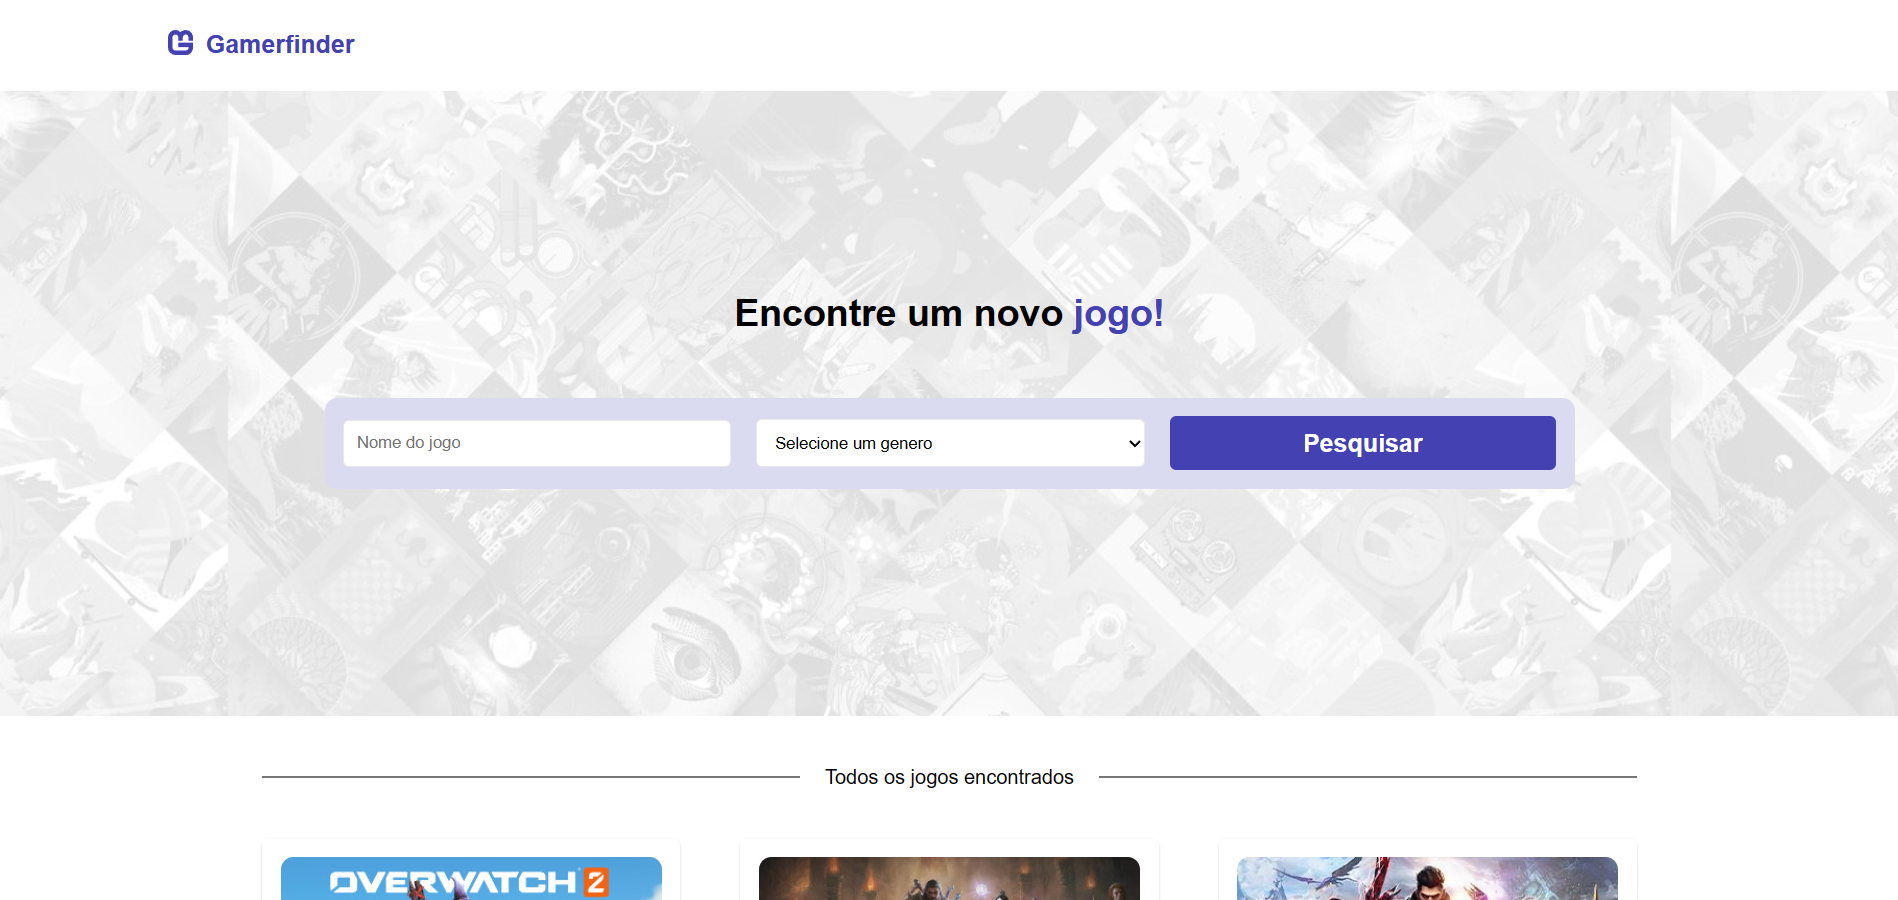 Gamerfinder
Encontre um novo jogo!
Nome do jogo
Selecione um genero
Pesquisar
Todos os jogos encontrados
OVERWATCH 2